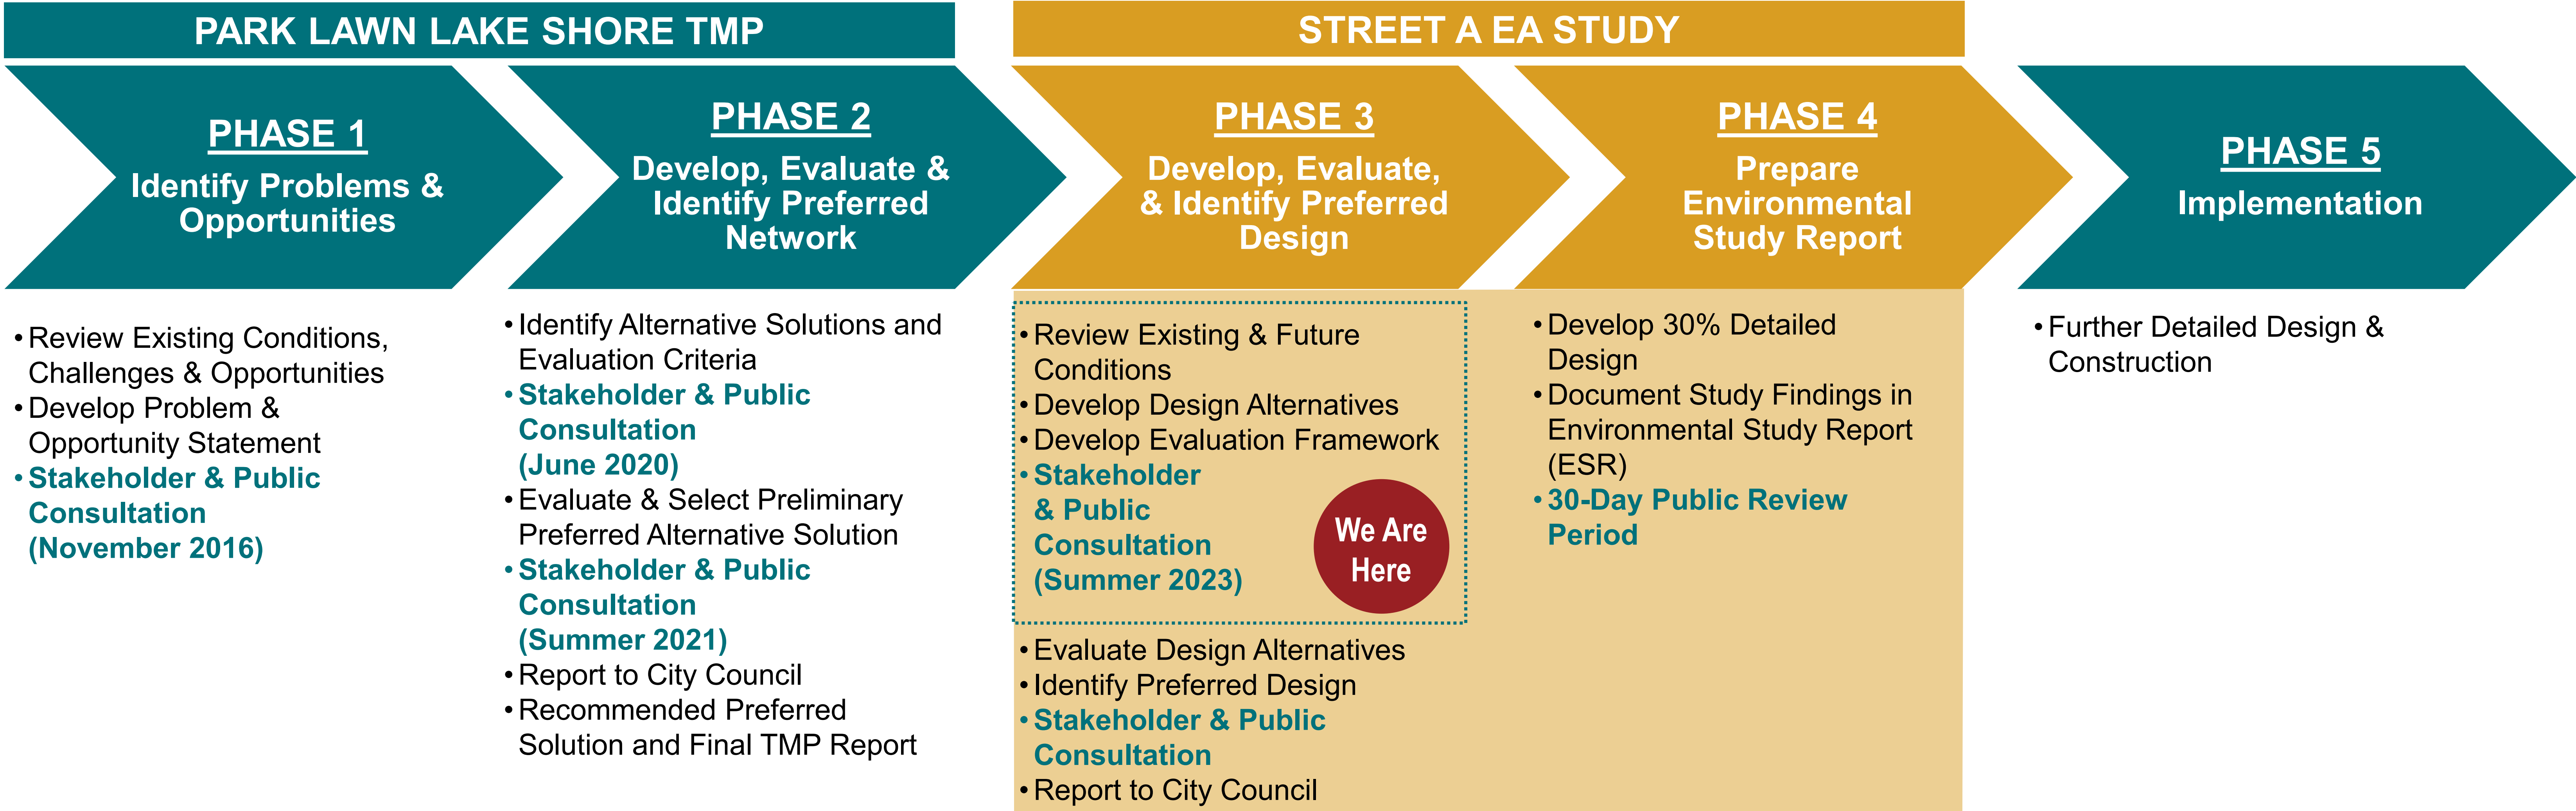 PARK LAWN LAKE SHORE TMP
STREET A EA STUDY
PHASE 1
Identify Problems &
Opportunities
PHASE 2
Develop, Evaluate &
Identify Preferred
Network
PHASE 3
Develop, Evaluate,
& Identify Preferred
Design
PHASE 4
Prepare
Environmental
Study Report
PHASE 5
Implementation
• Review Existing Conditions,
Challenges & Opportunities
• Develop Problem &
Opportunity Statement
• Stakeholder & Public
Consultation
(November 2016)
• Identify Alternative Solutions and
Evaluation Criteria
• Stakeholder & Public
Consultation
(June 2020)
• Evaluate & Select Preliminary
Preferred Alternative Solution
• Stakeholder & Public
Consultation
(Summer 2021)
• Report to City Council
• Recommended Preferred
Solution and Final TMP Report
• Review Existing & Future
Conditions
• Develop Design Alternatives
• Develop Evaluation Framework
• Stakeholder
& Public
Consultation
(Summer 2023)
We Are
Here
• Evaluate Design Alternatives
• Identify Preferred Design
• Stakeholder & Public
Consultation
• Report to City Council
• Develop 30% Detailed
Design
• Document Study Findings in
Environmental Study Report
(ESR)
• 30-Day Public Review
Period
• Further Detailed Design &
Construction